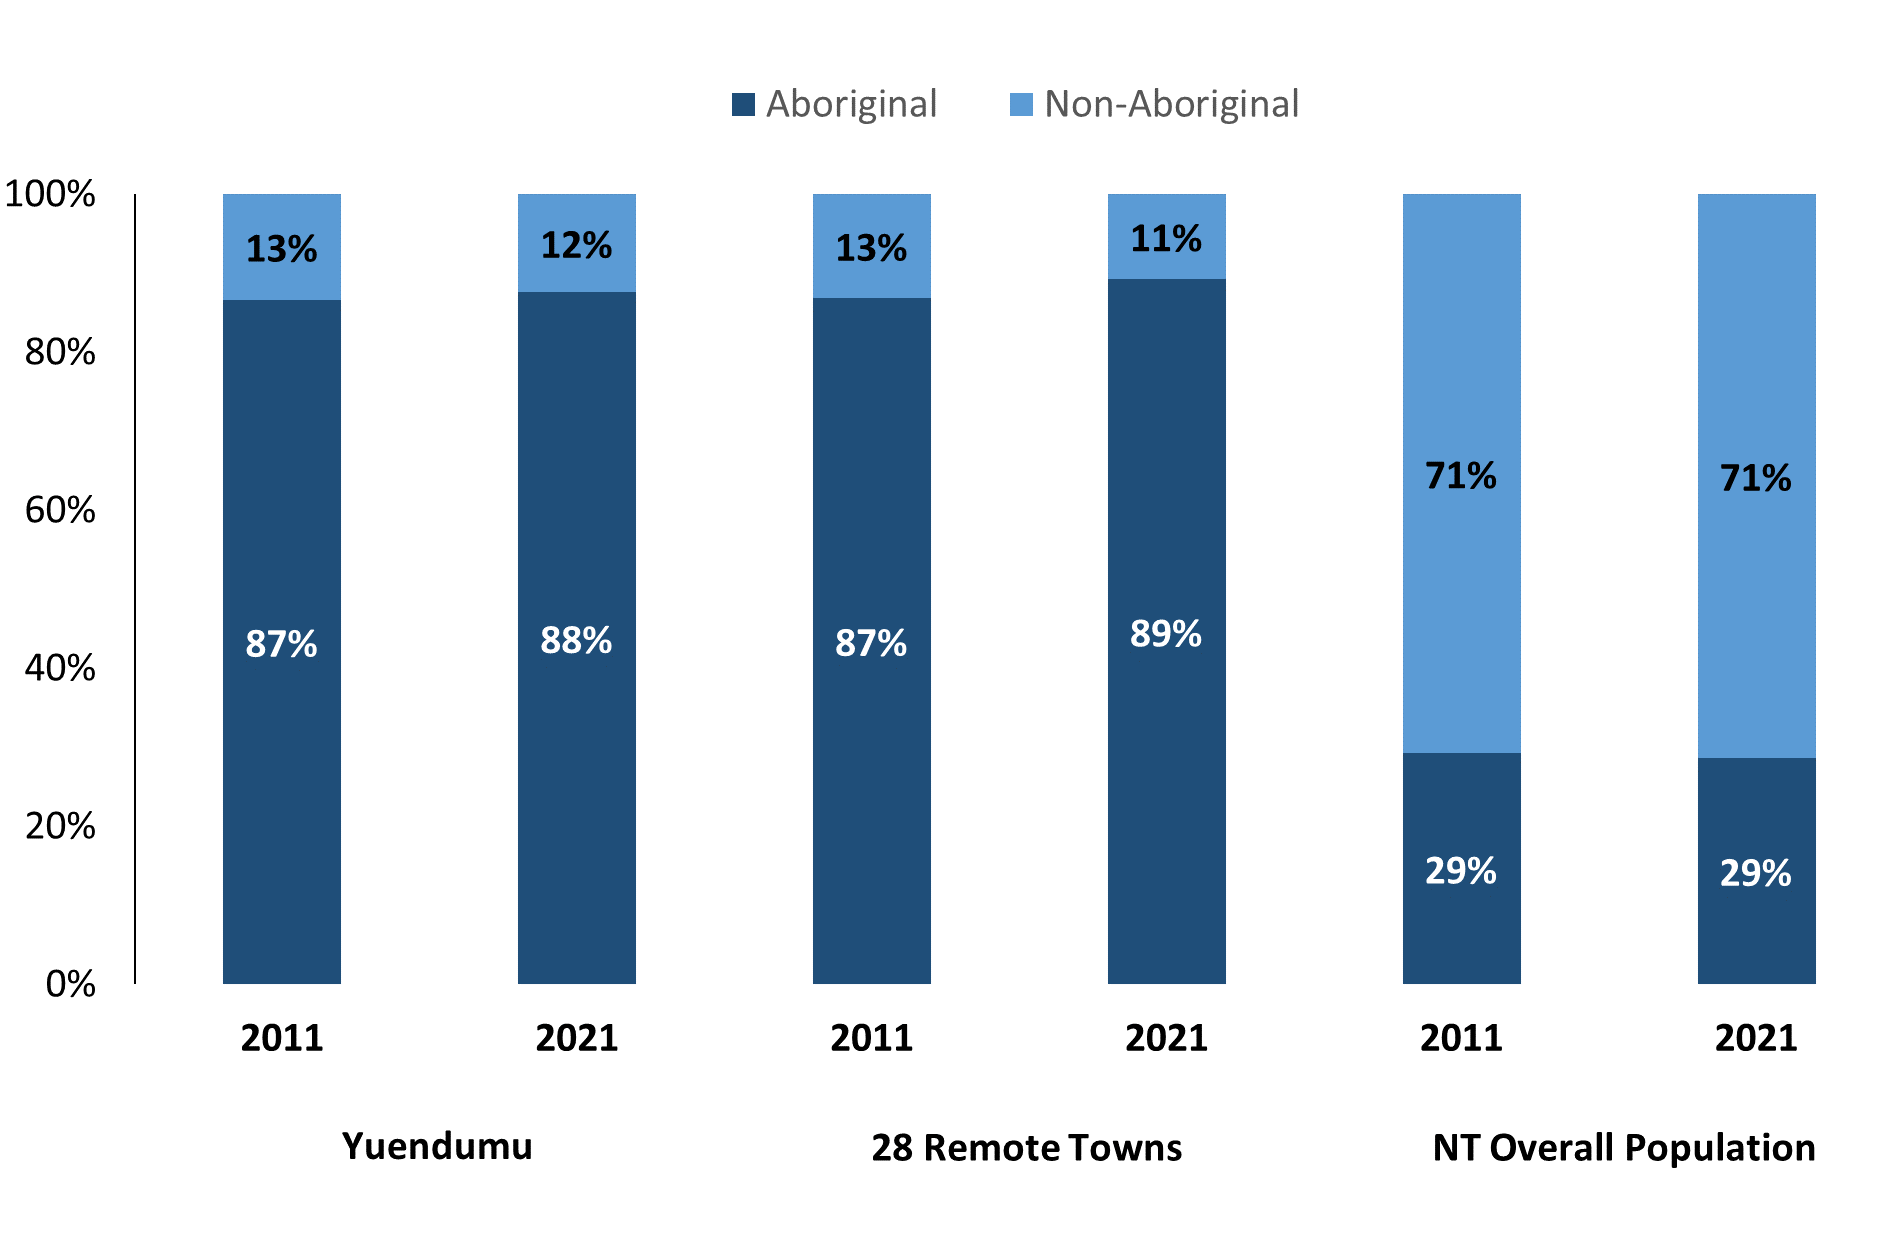 Aboriginal Non-Aboriginal
100%
80%
60%
40%
20%
0%
13% 12% 13% 11% 71% 71%
87% 88% 87% 89% 29% 29%
2011 2021 2011 2021 2011 2021
Yuendumu 28 Remote Towns NT Overall Population